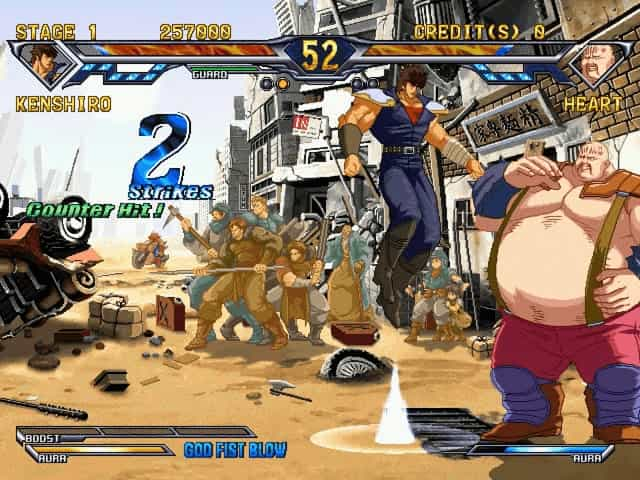 STAGE 1 257000 52 CREDIT(S) 0
GUARD
KENSHIRO HEART
2
Strikes
Counter Hit!
GOD FIST BLOW
BOOST
AURA AURA